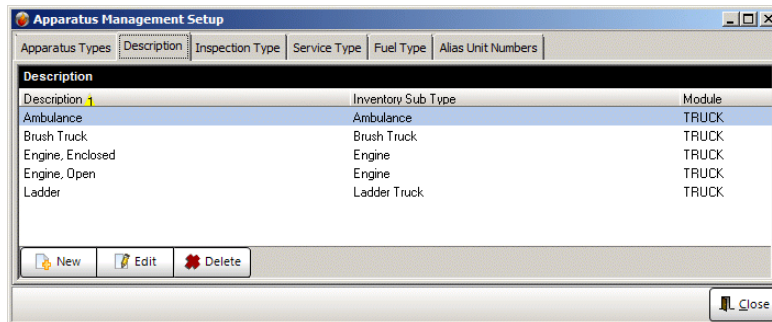 Apparatus Management Setup
Apparatus Types Description Inspection Type Service Type Fuel Type Alias Unit Numbers
Description
Description 1 Inventory Sub Type Module
Ambulance Ambulance TRUCK
Brush Truck Brush Truck TRUCK
Engine, Enclosed Engine TRUCK
Engine, Open Engine TRUCK
Ladder Ladder Truck TRUCK
New Edit Delete
Close